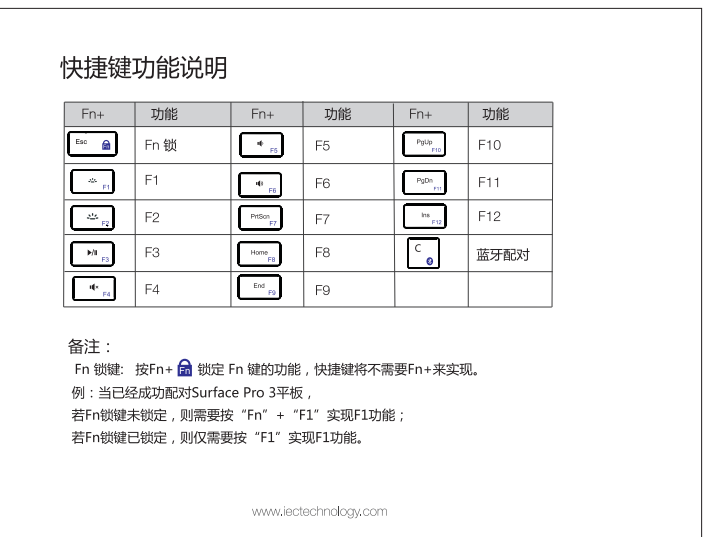 快捷键功能说明
Fn+ 功能 Fn+ 功能 Fn+ 功能
Esc Fn Fn 锁 F5 F5 PgUp F10 F10
F1 F1 F6 F6 PgDn F11 F11
F2 F2 PrtScn F7 F7 Ins F12 F12
F3 F3 Home F8 F8 C 蓝牙配对
F4 F4 End F9 F9
备注：
Fn 锁键: 按Fn+ Fn 锁定 Fn 键的功能，快捷键将不需要Fn+来实现。
例：当已经成功配对Surface Pro 3平板，
若Fn锁键未锁定，则需要按“Fn”+“F1”实现F1功能；
若Fn锁键已锁定，则仅需要按“F1”实现F1功能。
www.iectechnology.com